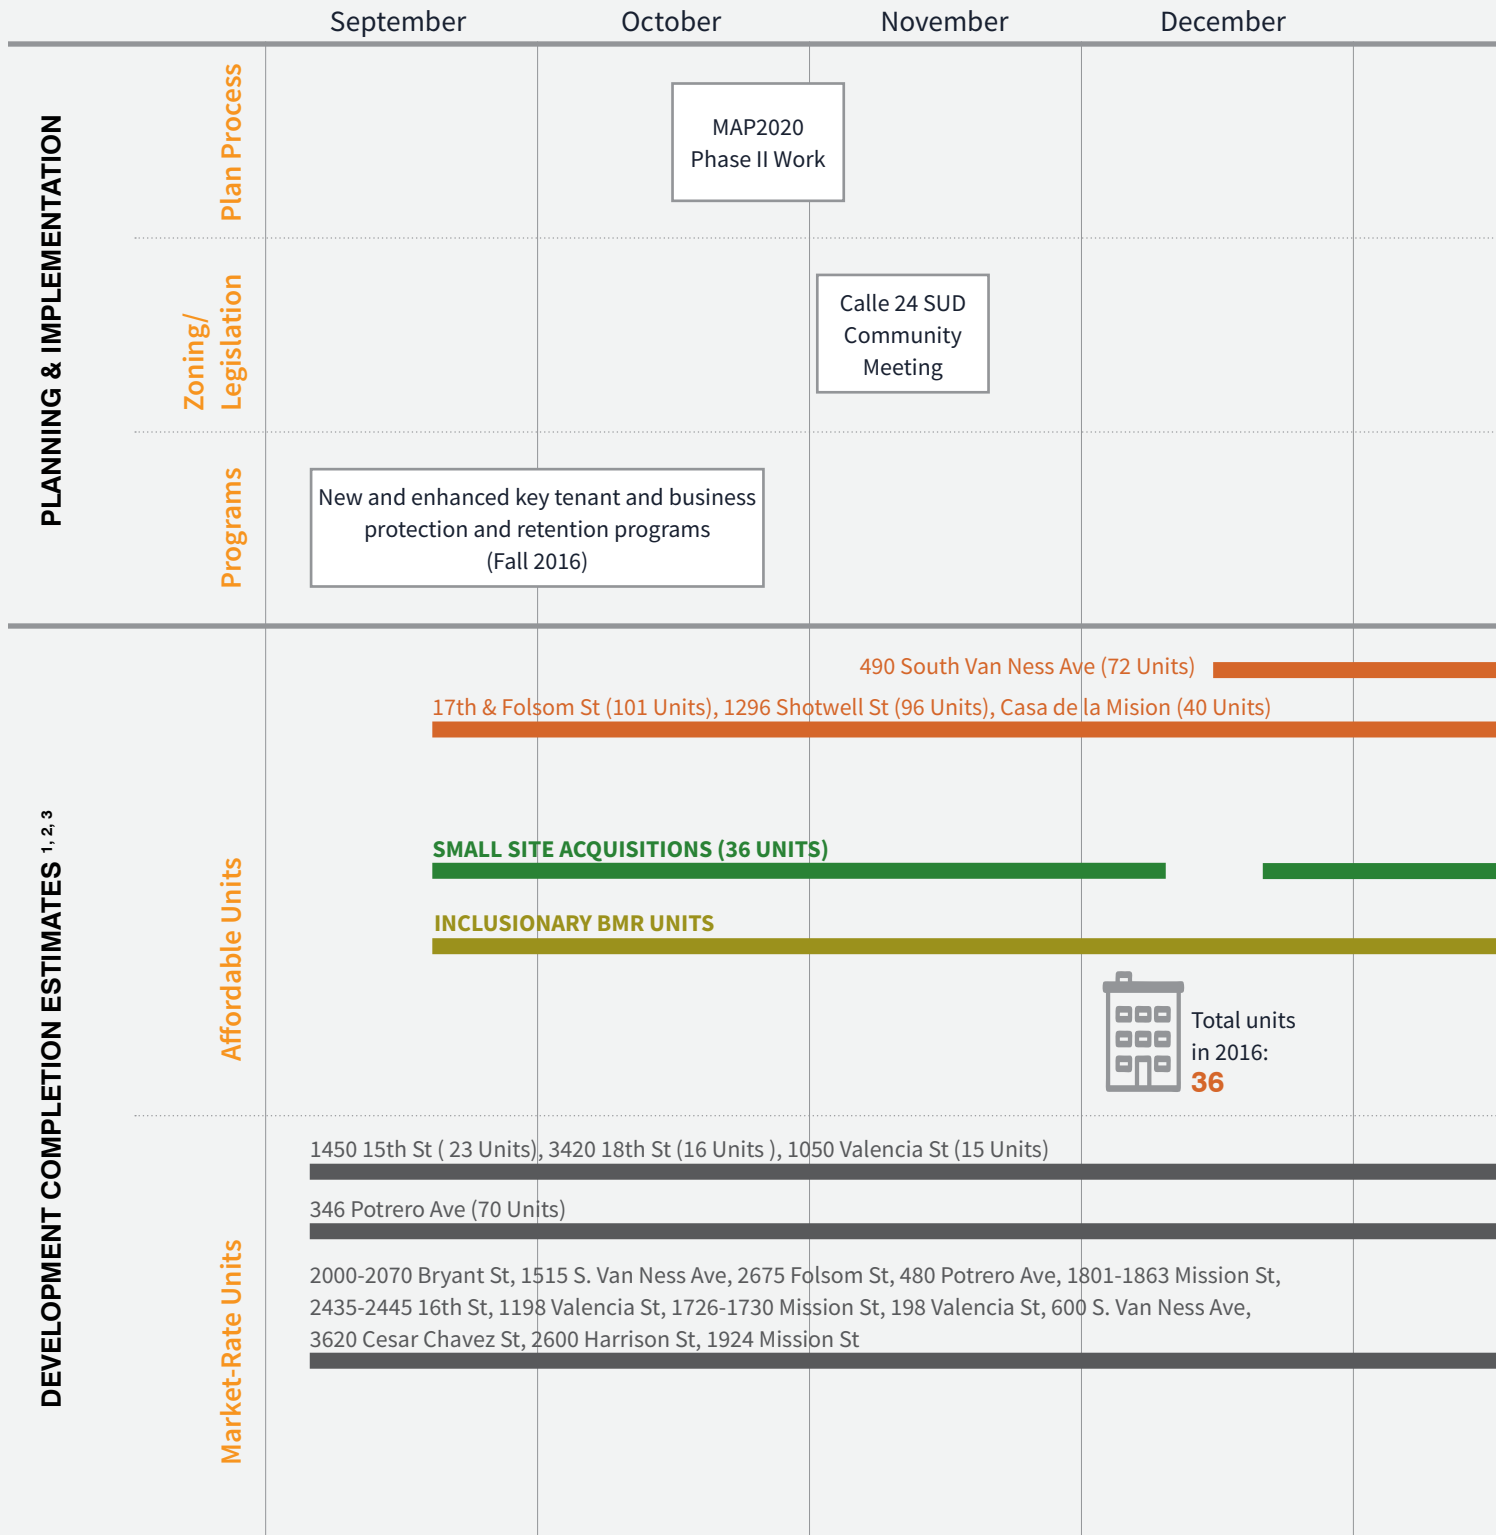 September October November December
PLANNING & IMPLEMENTATION
Plan Process
MAP2020
Phase II Work
Zoning/
Legislation
Calle 24 SUD
Community
Meeting
Programs
New and enhanced key tenant and business
protection and retention programs
(Fall 2016)
DEVELOPMENT COMPLETION ESTIMATES 1, 2, 3
Affordable Units
490 South Van Ness Ave (72 Units)
17th & Folsom St (101 Units), 1296 Shotwell St (96 Units), Casa de la Mision (40 Units)
SMALL SITE ACQUISITIONS (36 UNITS)
INCLUSIONARY BMR UNITS
Total units
in 2016:
36
Market-Rate Units
1450 15th St ( 23 Units), 3420 18th St (16 Units ), 1050 Valencia St (15 Units)
346 Potrero Ave (70 Units)
2000-2070 Bryant St, 1515 S. Van Ness Ave, 2675 Folsom St, 480 Potrero Ave, 1801-1863 Mission St,
2435-2445 16th St, 1198 Valencia St, 1726-1730 Mission St, 198 Valencia St, 600 S. Van Ness Ave,
3620 Cesar Chavez St, 2600 Harrison St, 1924 Mission St